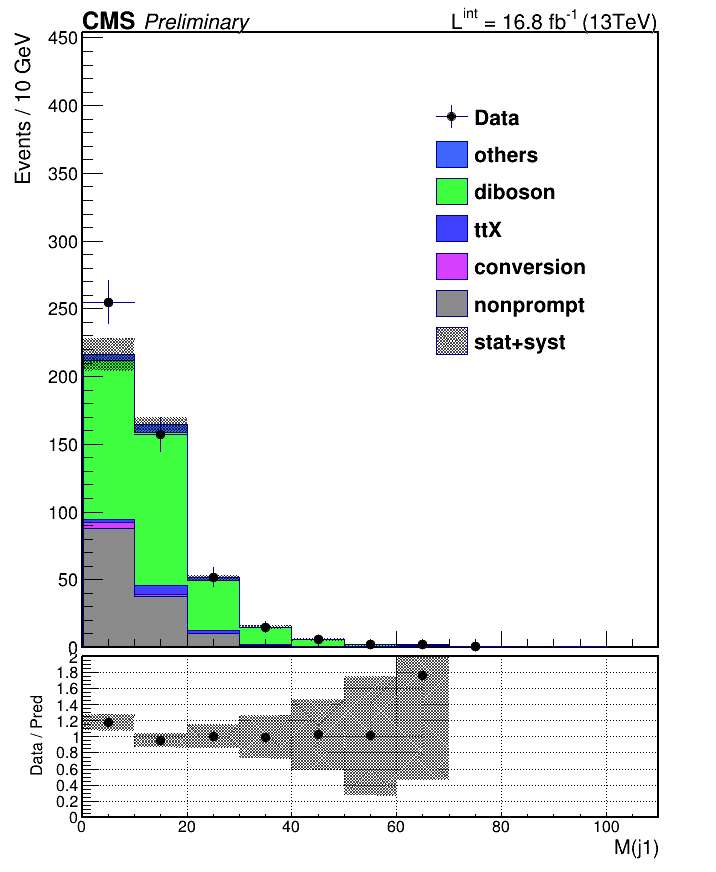 CMS Preliminary L^int = 16.8 fb^-1 (13TeV)
Events / 10 GeV
450
400
350
300
250
200
150
100
50
0
Data
others
diboson
ttX
conversion
nonprompt
stat+syst
Data / Pred
2
1.8
1.6
1.4
1.2
1
0.8
0.6
0.4
0.2
0
0 20 40 60 80 100
M(j1)